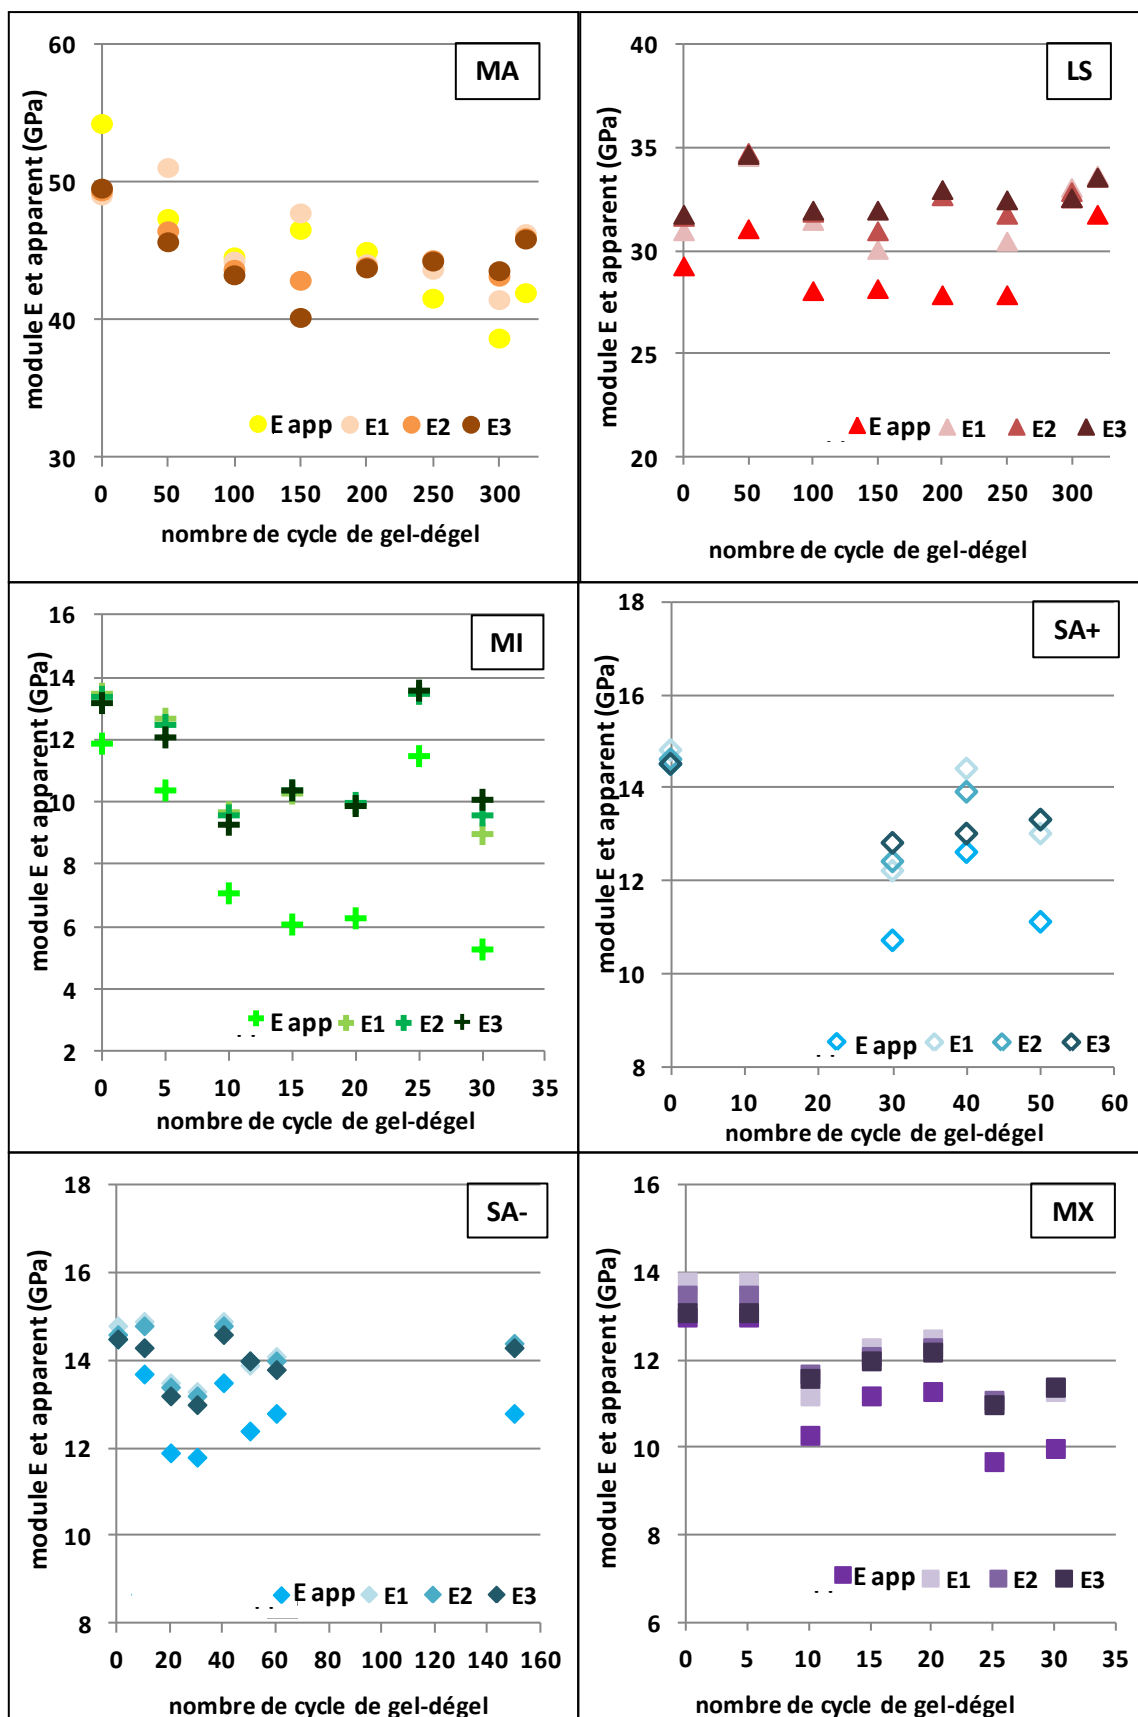 MA
module E et apparent (GPa)
60
50
40
30
E app E1 E2 E3
0 50 100 150 200 250 300
nombre de cycle de gel-dégel
LS
module E et apparent (GPa)
40
35
30
25
20
E app E1 E2 E3
0 50 100 150 200 250 300
nombre de cycle de gel-dégel
MI
module E et apparent (GPa)
16
14
12
10
8
6
4
2
E app E1 E2 E3
0 5 10 15 20 25 30 35
nombre de cycle de gel-dégel
SA+
module E et apparent (GPa)
18
16
14
12
10
8
E app E1 E2 E3
0 10 20 30 40 50 60
nombre de cycle de gel-dégel
SA-
module E et apparent (GPa)
18
16
14
12
10
8
E app E1 E2 E3
0 20 40 60 80 100 120 140 160
nombre de cycle de gel-dégel
MX
module E et apparent (GPa)
16
14
12
10
8
6
E app E1 E2 E3
0 5 10 15 20 25 30 35
nombre de cycle de gel-dégel